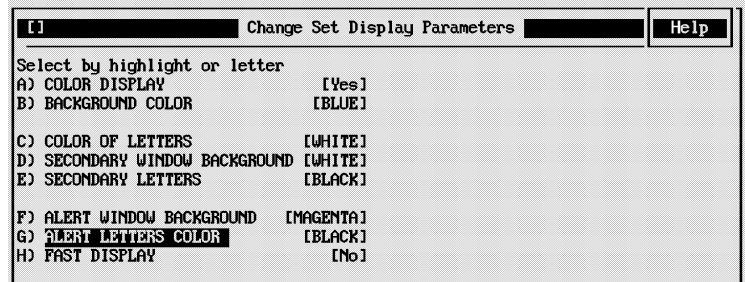 [] Change Set Display Parameters Help
Select by highlight or letter
A) COLOR DISPLAY [Yes]
B) BACKGROUND COLOR [BLUE]
C) COLOR OF LETTERS [WHITE]
D) SECONDARY WINDOW BACKGROUND [WHITE]
E) SECONDARY LETTERS [BLACK]
F) ALERT WINDOW BACKGROUND [MAGENTA]
G) ALERT LETTERS COLOR [BLACK]
H) FAST DISPLAY [No]